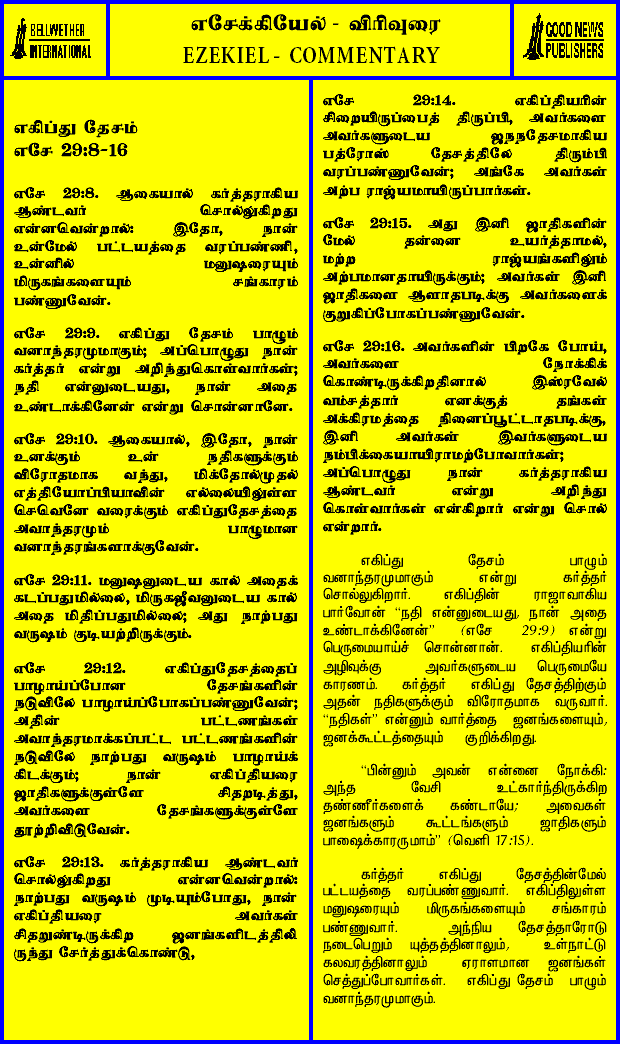 BELLWETHER
INTERNATIONAL
எசேக்கியேல் - விரிவுரை
EZEKIEL - COMMENTARY
GOOD NEWS
PUBLISHERS
எகிப்து தேசம்
எசே 29:8-16
எசே 29:8. ஆகையால் கர்த்தராகிய
ஆண்டவர் சொல்லுகிறது
என்னவென்றால்: இதோ, நான்
உன்மேல் பட்டயத்தை வரப்பண்ணி,
உன்னில் மனுஷரையும்
மிருகங்களையும் சங்காரம்
பண்ணுவேன்.
எசே 29:9. எகிப்து தேசம் பாழும்
வனாந்தரமுமாகும்; அப்பொழுது நான்
கர்த்தர் என்று அறிந்துகொள்வார்கள்;
நதி என்னுடையது, நான் அதை
உண்டாக்கினேன் என்று சொன்னானே.
எசே 29:10. ஆகையால், இதோ, நான்
உனக்கும் உன் நதிகளுக்கும்
விரோதமாக வந்து, மிக்தோல்முதல்
எத்தியோப்பியாவின் எல்லையிலுள்ள
செவெனே வரைக்கும் எகிப்துதேசத்தை
அவாந்தரமும் பாழுமான
வனாந்தரங்களாக்குவேன்.
எசே 29:11. மனுஷனுடைய கால் அதைக்
கடப்பதுமில்லை, மிருகஜீவனுடைய கால்
அதை மிதிப்பதுமில்லை; அது நாற்பது
வருஷம் குடியற்றிருக்கும்.
எசே 29:12. எகிப்துதேசத்தைப்
பாழாய்ப்போன தேசங்களின்
நடுவிலே பாழாய்ப்போகப்பண்ணுவேன்;
அதின் பட்டணங்கள்
அவாந்தரமாக்கப்பட்ட பட்டணங்களின்
நடுவிலே நாற்பது வருஷம் பாழாய்க்
கிடக்கும்; நான் எகிப்தியரை
ஜாதிகளுக்குள்ளே சிதறடித்து,
அவர்களை தேசங்களுக்குள்ளே
தூற்றிவிடுவேன்.
எசே 29:13. கர்த்தராகிய ஆண்டவர்
சொல்லுகிறது என்னவென்றால்:
நாற்பது வருஷம் முடியும்போது, நான்
எகிப்தியரை அவர்கள்
சிதறுண்டிருக்கிற ஜனங்களிடத்திலி
ருந்து சேர்த்துக்கொண்டு,
எசே 29:14. எகிப்தியரின்
சிறையிருப்பைத் திருப்பி, அவர்களை
அவர்களுடைய ஜநநதேசமாகிய
பத்ரோஸ் தேசத்திலே திரும்பி
வரப்பண்ணுவேன்; அங்கே அவர்கள்
அற்ப ராஜ்யமாயிருப்பார்கள்.
எசே 29:15. அது இனி ஜாதிகளின்
மேல் தன்னை உயர்த்தாமல்,
மற்ற ராஜ்யங்களிலும்
அற்பமானதாயிருக்கும்; அவர்கள் இனி
ஜாதிகளை ஆளாதபடிக்கு அவர்களைக்
குறுகிப்போகப்பண்ணுவேன்.
எசே 29:16. அவர்களின் பிறகே போய்,
அவர்களை நோக்கிக்
கொண்டிருக்கிறதினால் இஸ்ரவேல்
வம்சத்தார் எனக்குத் தங்கள்
அக்கிரமத்தை நினைப்பூட்டாதபடிக்கு,
இனி அவர்கள் இவர்களுடைய
நம்பிக்கையாயிராமற்போவார்கள்;
அப்பொழுது நான் கர்த்தராகிய
ஆண்டவர் என்று அறிந்து
கொள்வார்கள் என்கிறார் என்று சொல்
என்றார்.
எகிப்து தேசம் பாழும்
வனாந்தரமுமாகும் என்று கர்த்தர்
சொல்லுகிறார். எகிப்தின் ராஜாவாகிய
பார்வோன் “நதி என்னுடையது, நான் அதை
உண்டாக்கினேன்” (எசே 29:9) என்று
பெருமையாய்ச் சொன்னான். எகிப்தியரின்
அழிவுக்கு அவர்களுடைய பெருமையே
காரணம். கர்த்தர் எகிப்து தேசத்திற்கும்
அதன் நதிகளுக்கும் விரோதமாக வருவார்.
“நதிகள்” என்னும் வார்த்தை ஜனங்களையும்,
ஜனக்கூட்டத்தையும் குறிக்கிறது.
“பின்னும் அவன் என்னை நோக்கி:
அந்த வேசி உட்கார்ந்திருக்கிற
தண்ணீர்களைக் கண்டாயே; அவைகள்
ஜனங்களும் கூட்டங்களும் ஜாதிகளும்
பாஷைக்காரருமாம்” (வெளி 17:15).
கர்த்தர் எகிப்து தேசத்தின்மேல்
பட்டயத்தை வரப்பண்ணுவார். எகிப்திலுள்ள
மனுஷரையும் மிருகங்களையும் சங்காரம்
பண்ணுவார். அந்நிய தேசத்தாரோடு
நடைபெறும் யுத்தத்தினாலும், உள்நாட்டு
கலவரத்தினாலும் ஏராளமான ஜனங்கள்
செத்துப்போவார்கள். எகிப்து தேசம் பாழும்
வனாந்தரமுமாகும்.